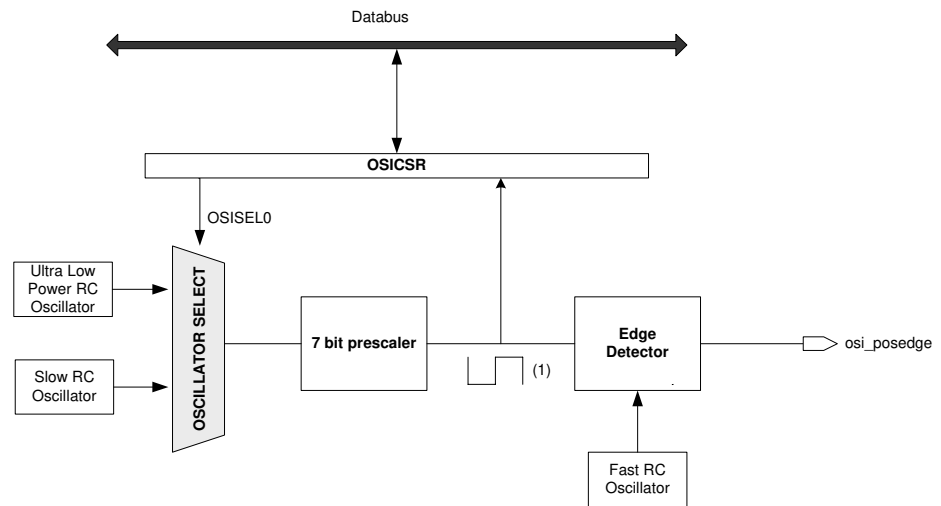 Databus
OSICSR
OSISEL0
Ultra Low
Power RC
Oscillator
OSCILLATOR SELECT
7 bit prescaler
Edge
Detector
osi_posedge
(1)
Slow RC
Oscillator
Fast RC
Oscillator